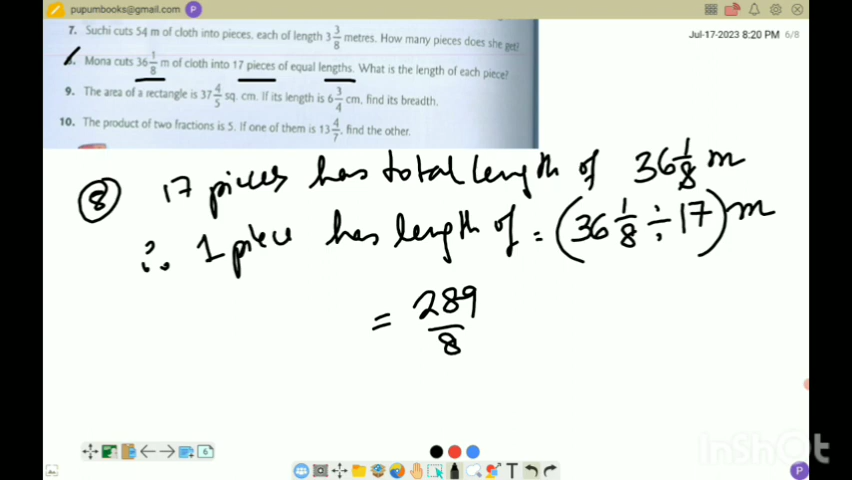 pupumbooks@gmail.com P
Jul-17-2023 8:20 PM 6/8
7. Suchi cuts 54 m of cloth into pieces, each of length 3 3/8 metres. How many pieces does she get?
8. Mona cuts 36 1/8 m of cloth into 17 pieces of equal lengths. What is the length of each piece?
9. The area of a rectangle is 37 4/5 sq. cm. If its length is 6 3/4 cm, find its breadth.
10. The product of two fractions is 5. If one of them is 13 4/7, find the other.
8 17 pieces has total length of 36 1/8 m
∴ 1 piece has length of = (36 1/8 ÷ 17) m
= 289/8
InShOt
6
T
P